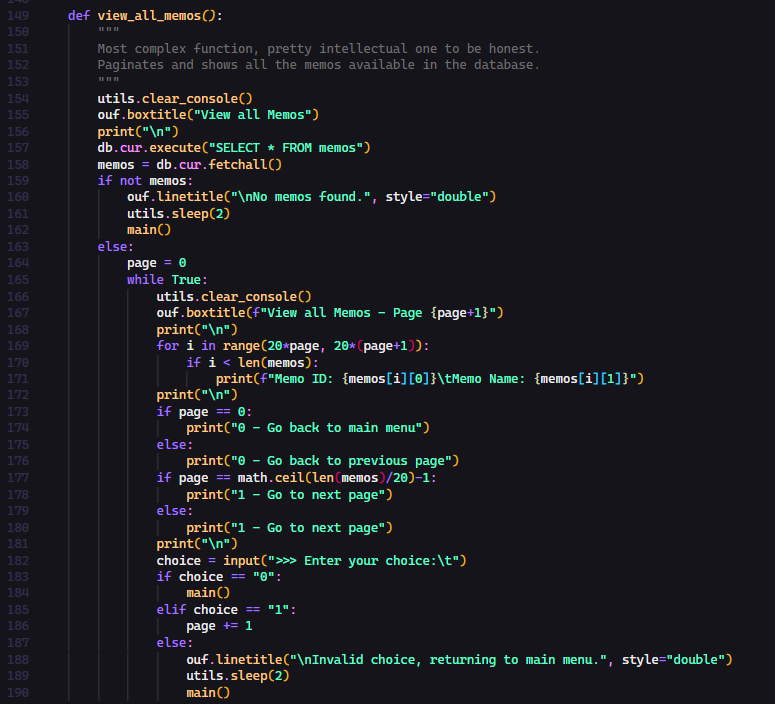 149 def view_all_memos():
150 """
151 Most complex function, pretty intellectual one to be honest.
152 Paginates and shows all the memos available in the database.
153 """
154 utils.clear_console()
155 ouf.boxtitle("View all Memos")
156 print("\n")
157 db.cur.execute("SELECT * FROM memos")
158 memos = db.cur.fetchall()
159 if not memos:
160 ouf.linetitle("\nNo memos found.", style="double")
161 utils.sleep(2)
162 main()
163 else:
164 page = 0
165 while True:
166 utils.clear_console()
167 ouf.boxtitle(f"View all Memos - Page {page+1}")
168 print("\n")
169 for i in range(20*page, 20*(page+1)):
170 if i < len(memos):
171 print(f"Memo ID: {memos[i][0]}\tMemo Name: {memos[i][1]}")
172 print("\n")
173 if page == 0:
174 print("0 - Go back to main menu")
175 else:
176 print("0 - Go back to previous page")
177 if page == math.ceil(len(memos)/20)-1:
178 print("1 - Go to next page")
179 else:
180 print("1 - Go to next page")
181 print("\n")
182 choice = input(">>> Enter your choice:\t")
183 if choice == "0":
184 main()
185 elif choice == "1":
186 page += 1
187 else:
188 ouf.linetitle("\nInvalid choice, returning to main menu.", style="double")
189 utils.sleep(2)
190 main()